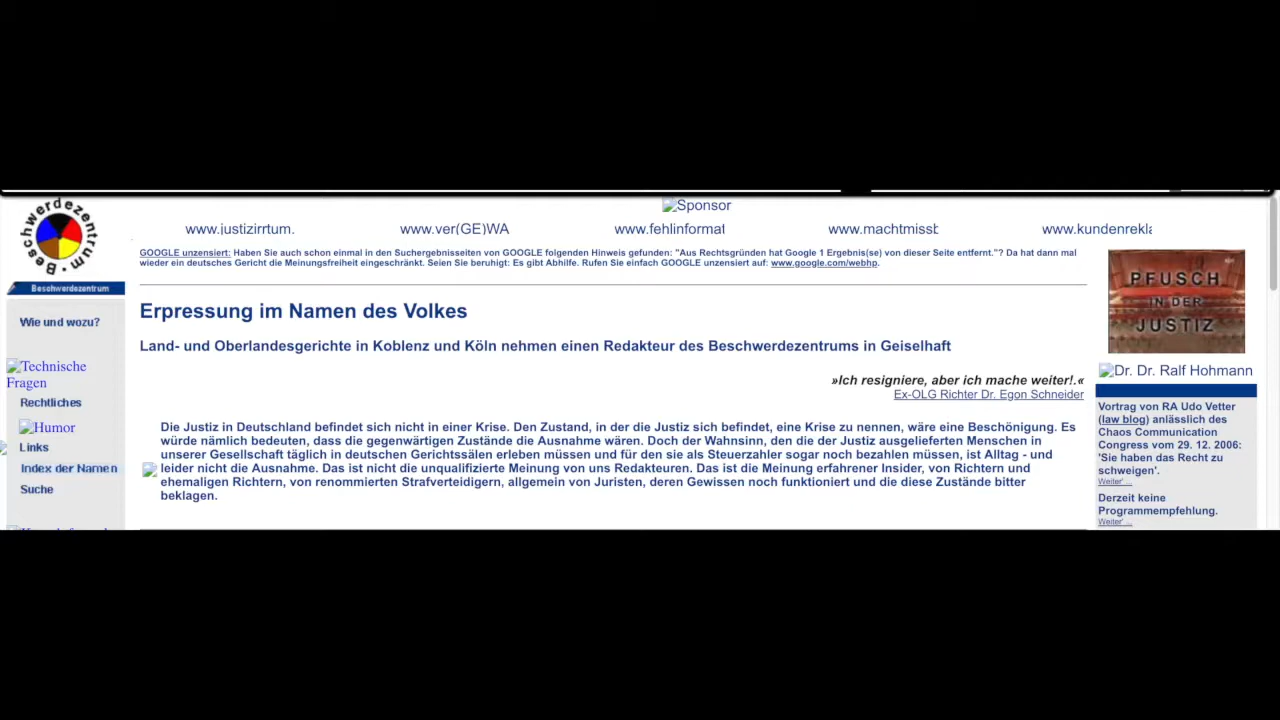 Beschwerdezentrum
Sponsor
www.justizirrtum.
www.ver(GE)WA
www.fehlinformat
www.machtmissb
www.kundenrekla
GOOGLE unzensiert: Haben Sie auch schon einmal in den Suchergebnisseiten von GOOGLE folgenden Hinweis gefunden: "Aus Rechtsgründen hat Google 1 Ergebnis(se) von dieser Seite entfernt."? Da hat dann mal
wieder ein deutsches Gericht die Meinungsfreiheit eingeschränkt. Seien Sie beruhigt: Es gibt Abhilfe. Rufen Sie einfach GOOGLE unzensiert auf: www.google.com/webhp.
Beschwerdezentrum
Wie und wozu?
Technische
Fragen
Rechtliches
Humor
Links
Index der Namen
Suche
Erpressung im Namen des Volkes
Land- und Oberlandesgerichte in Koblenz und Köln nehmen einen Redakteur des Beschwerdezentrums in Geiselhaft
»Ich resigniere, aber ich mache weiter!.«
Ex-OLG Richter Dr. Egon Schneider
Die Justiz in Deutschland befindet sich nicht in einer Krise. Den Zustand, in der die Justiz sich befindet, eine Krise zu nennen, wäre eine Beschönigung. Es
würde nämlich bedeuten, dass die gegenwärtigen Zustände die Ausnahme wären. Doch der Wahnsinn, den die der Justiz ausgelieferten Menschen in
unserer Gesellschaft täglich in deutschen Gerichtssälen erleben müssen und für den sie als Steuerzahler sogar noch bezahlen müssen, ist Alltag - und
leider nicht die Ausnahme. Das ist nicht die unqualifizierte Meinung von uns Redakteuren. Das ist die Meinung erfahrener Insider, von Richtern und
ehemaligen Richtern, von renommierten Strafverteidigern, allgemein von Juristen, deren Gewissen noch funktioniert und die diese Zustände bitter
beklagen.
PFUSCH
IN DER
JUSTIZ
Dr. Dr. Ralf Hohmann
Vortrag von RA Udo Vetter
(law blog) anlässlich des
Chaos Communication
Congress vom 29. 12. 2006:
'Sie haben das Recht zu
schweigen'.
Weiter' ...
Derzeit keine
Programmempfehlung.
Weiter' ...